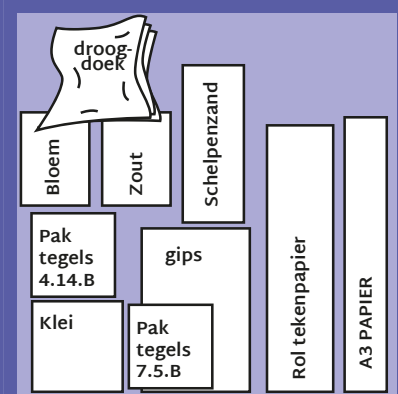 droog-
doek
Bloem
Zout
Schelpenzand
Pak
tegels
4.14.B
gips
Klei
Pak
tegels
7.5.B
Rol tekenpapier
A3 PAPIER